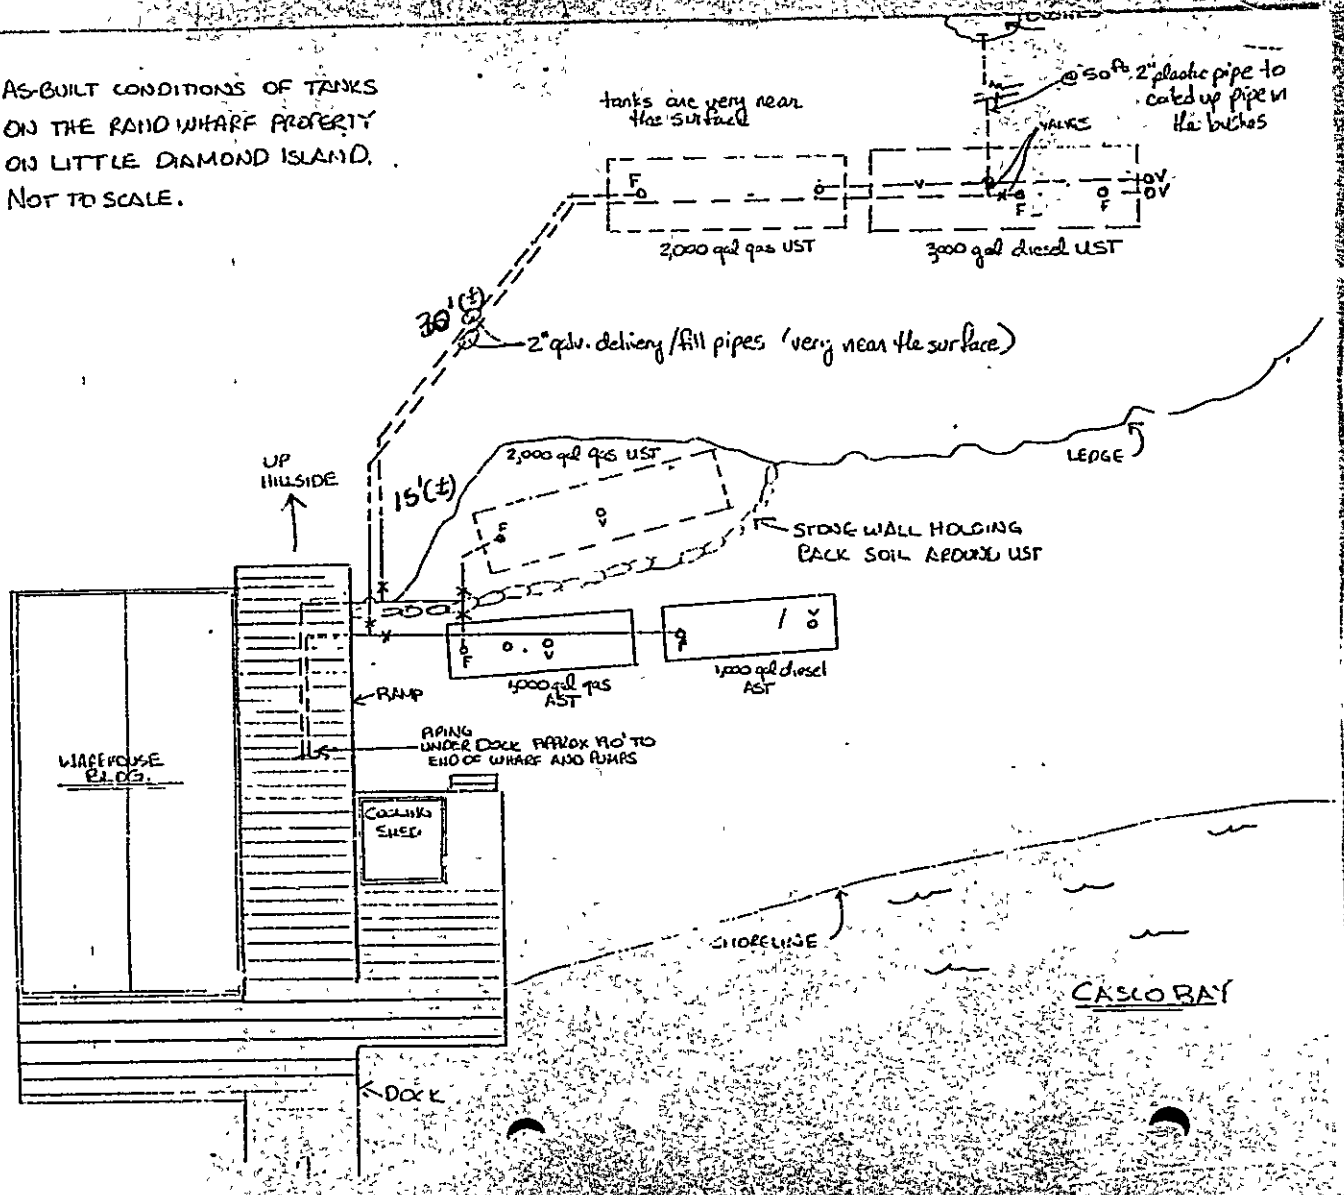 AS-BUILT CONDITIONS OF TANKS
ON THE RAND WHARF PROPERTY
ON LITTLE DIAMOND ISLAND.
NOT TO SCALE.
tanks are very near
the surface
@ 50ft. 2" plastic pipe to
coiled up pipe in
the bushes
VALVES
F
V
F
F
OV
OV
2,000 gal gas UST
3,000 gal diesel UST
30'(±)
2" galv. delivery/fill pipes (very near the surface)
UP
HILLSIDE
15'(±)
2,000 gal gas UST
LEDGE
F
V
STONE WALL HOLDING
BACK SOIL AROUND UST
F
V
F
V
1,000 gal gas
AST
1,000 gal diesel
AST
RAMP
PIPING
UNDER DOCK APPROX TO
END OF WHARF AND PUMPS
WAREHOUSE
BLDG.
SHED
SHORELINE
CASCO BAY
DOCK